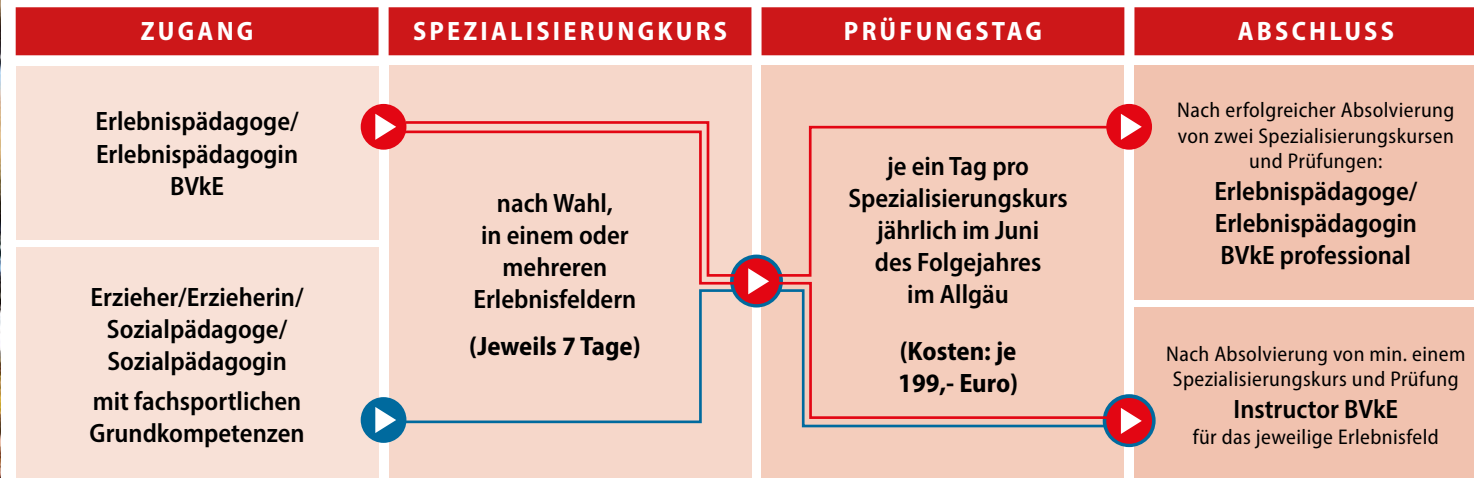 ZUGANG
SPEZIALISIERUNGKURS
PRÜFUNGSTAG
ABSCHLUSS
Erlebnispädagoge/
Erlebnispädagogin
BVkE
Erzieher/Erzieherin/
Sozialpädagoge/
Sozialpädagogin
mit fachsportlichen
Grundkompetenzen
nach Wahl,
in einem oder
mehreren
Erlebnisfeldern
(Jeweils 7 Tage)
je ein Tag pro
Spezialisierungskurs
jährlich im Juni
des Folgejahres
im Allgäu
(Kosten: je
199,- Euro)
Nach erfolgreicher Absolvierung
von zwei Spezialisierungskursen
und Prüfungen:
Erlebnispädagoge/
Erlebnispädagogin
BVkE professional
Nach Absolvierung von min. einem
Spezialisierungskurs und Prüfung
Instructor BVkE
für das jeweilige Erlebnisfeld